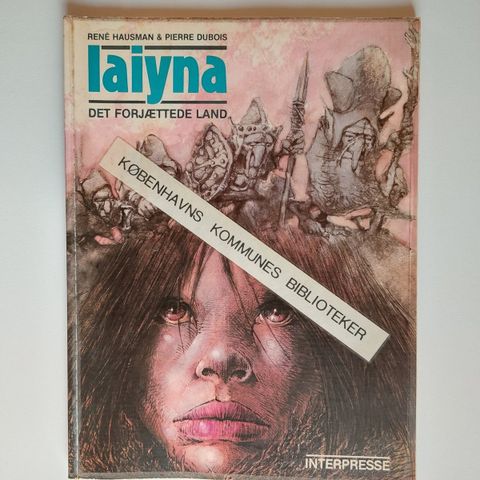 RENÉ HAUSMAN & PIERRE DUBOIS
laiyna
DET FORJÆTTEDE LAND
KØBENHAVNS KOMMUNES BIBLIOTEKER
INTERPRESSE